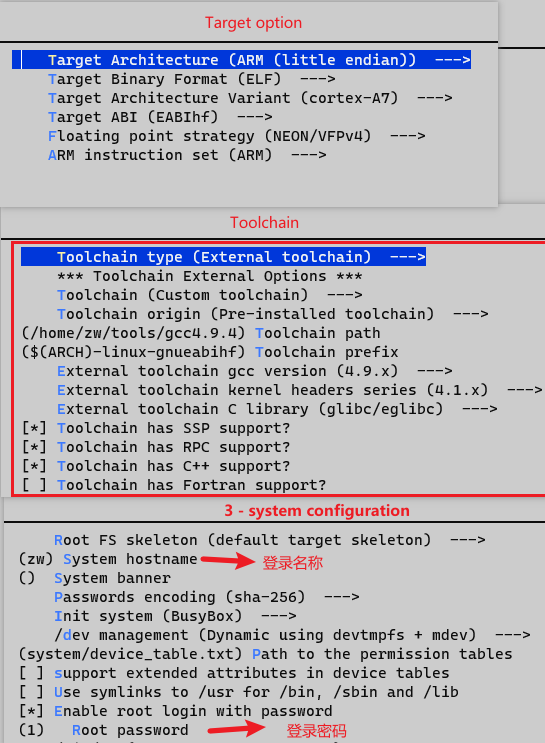 Target option
Target Architecture (ARM (little endian))  --->
Target Binary Format (ELF)  --->
Target Architecture Variant (cortex-A7)  --->
Target ABI (EABIhf)  --->
Floating point strategy (NEON/VFPv4)  --->
ARM instruction set (ARM)  --->
Toolchain
Toolchain type (External toolchain)  --->
*** Toolchain External Options ***
Toolchain (Custom toolchain)  --->
Toolchain origin (Pre-installed toolchain)  --->
(/home/zw/tools/gcc4.9.4) Toolchain path
($(ARCH)-linux-gnueabihf) Toolchain prefix
External toolchain gcc version (4.9.x)  --->
External toolchain kernel headers series (4.1.x)  --->
External toolchain C library (glibc/eglibc)  --->
[*] Toolchain has SSP support?
[*] Toolchain has RPC support?
[*] Toolchain has C++ support?
[ ] Toolchain has Fortran support?
3 - system configuration
Root FS skeleton (default target skeleton)  --->
(zw) System hostname 登录名称
()  System banner
Passwords encoding (sha-256)  --->
Init system (BusyBox)  --->
/dev management (Dynamic using devtmpfs + mdev)  --->
(system/device_table.txt) Path to the permission tables
[ ] support extended attributes in device tables
[ ] Use symlinks to /usr for /bin, /sbin and /lib
[*] Enable root login with password
(1)   Root password 登录密码